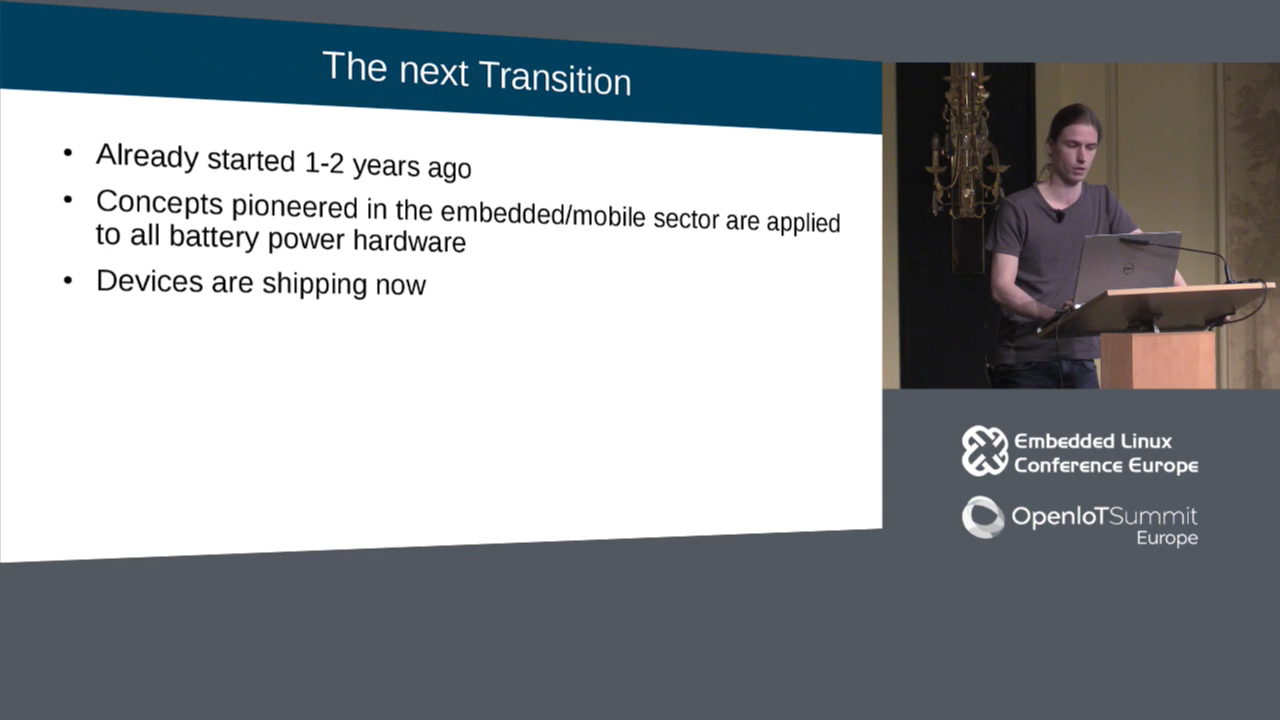 The next Transition
• Already started 1-2 years ago
• Concepts pioneered in the embedded/mobile sector are applied
to all battery power hardware
• Devices are shipping now
Embedded Linux
Conference Europe
OpenIoTSummit
Europe